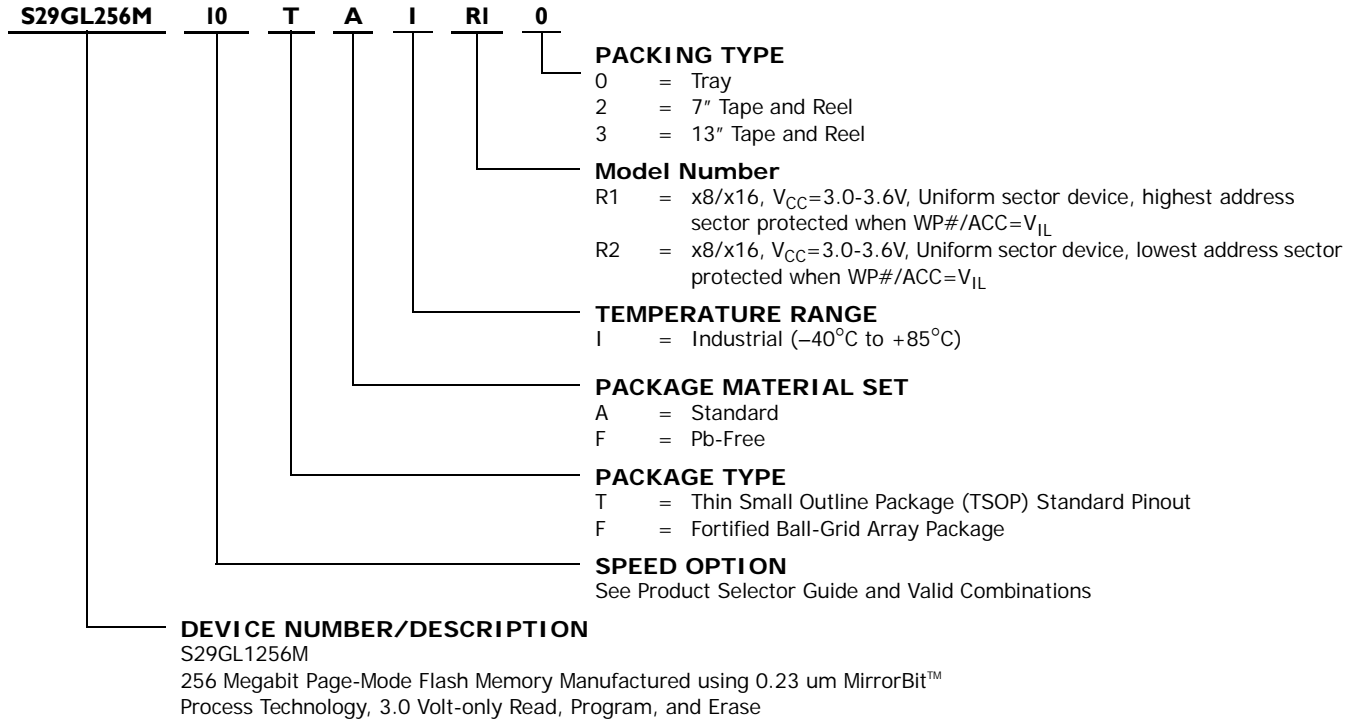 S29GL256M 10 T A I R1 0
PACKING TYPE
0 = Tray
2 = 7″ Tape and Reel
3 = 13″ Tape and Reel
Model Number
R1 = x8/x16, VCC=3.0-3.6V, Uniform sector device, highest address
sector protected when WP#/ACC=VIL
R2 = x8/x16, VCC=3.0-3.6V, Uniform sector device, lowest address sector
protected when WP#/ACC=VIL
TEMPERATURE RANGE
I = Industrial (–40°C to +85°C)
PACKAGE MATERIAL SET
A = Standard
F = Pb-Free
PACKAGE TYPE
T = Thin Small Outline Package (TSOP) Standard Pinout
F = Fortified Ball-Grid Array Package
SPEED OPTION
See Product Selector Guide and Valid Combinations
DEVICE NUMBER/DESCRIPTION
S29GL1256M
256 Megabit Page-Mode Flash Memory Manufactured using 0.23 um MirrorBit™
Process Technology, 3.0 Volt-only Read, Program, and Erase